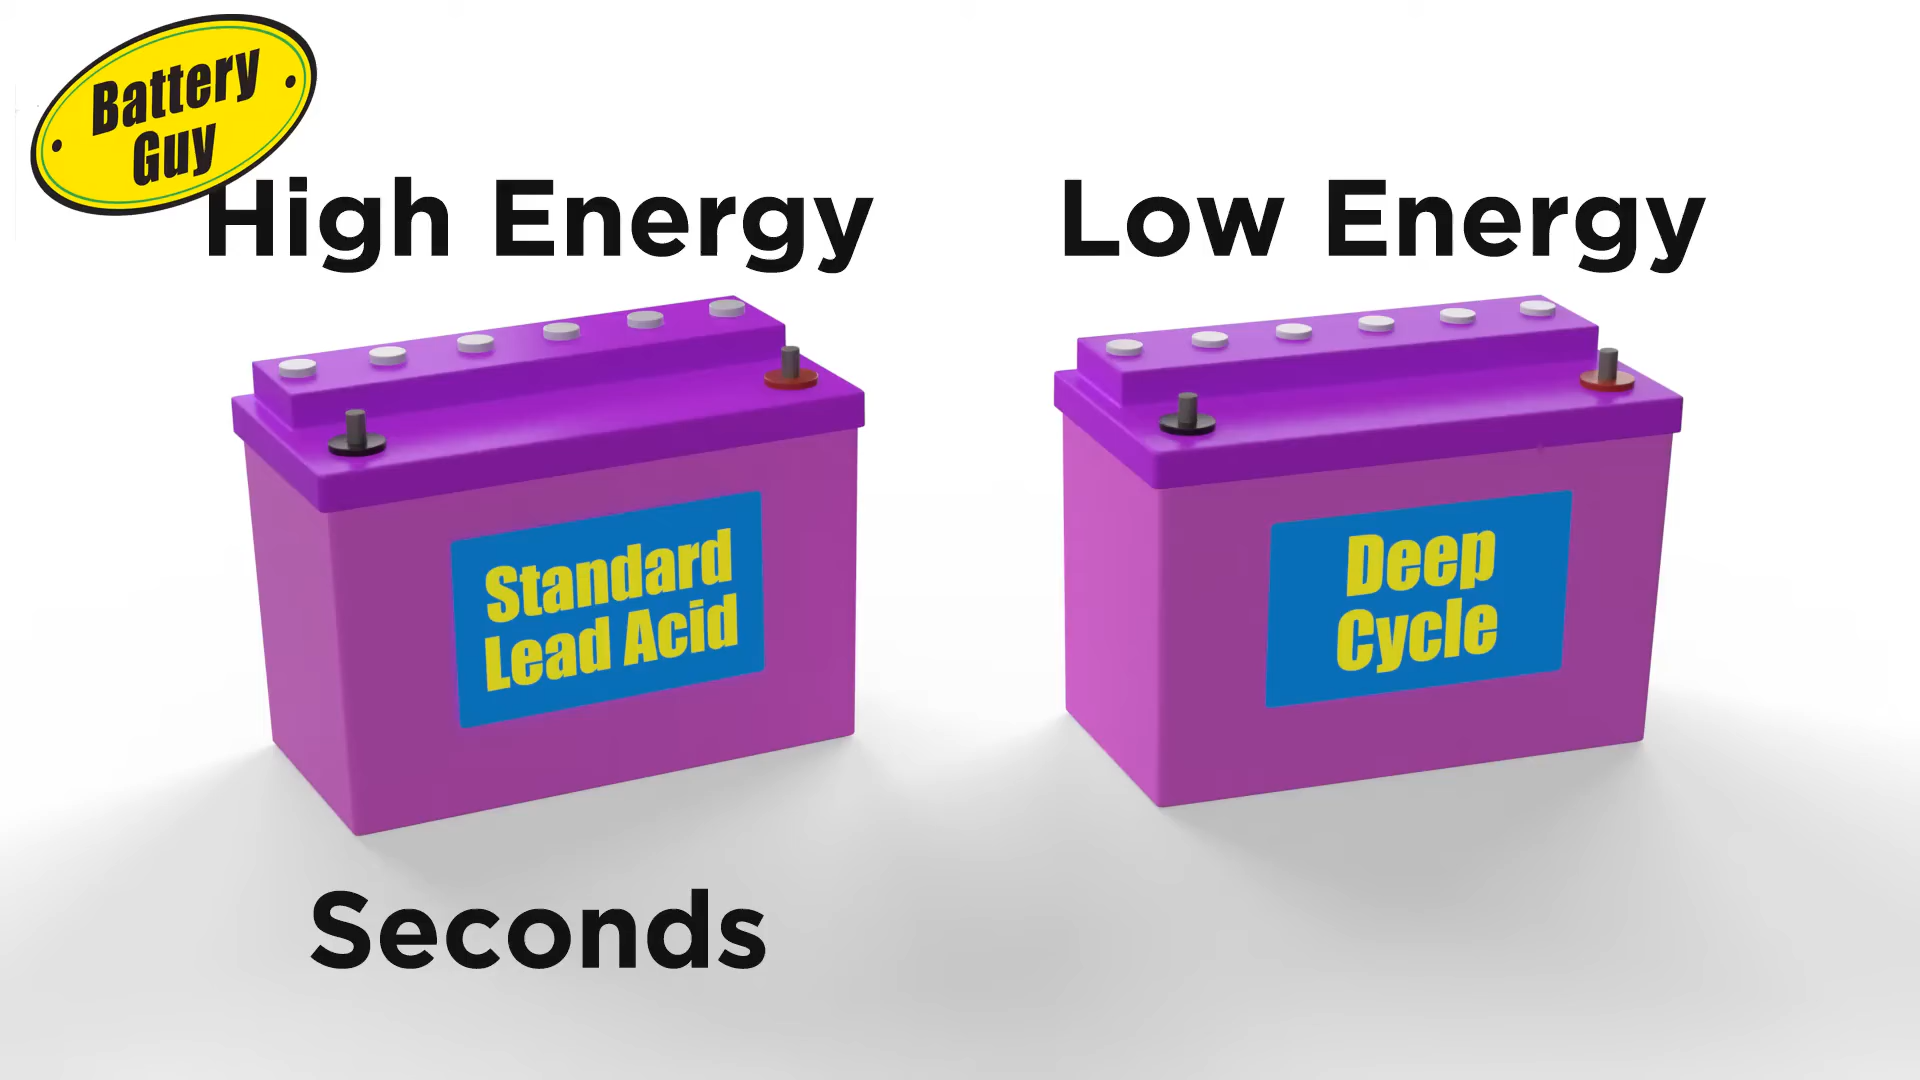 Battery
Guy
High Energy
Low Energy
Standard
Lead Acid
Deep
Cycle
Seconds